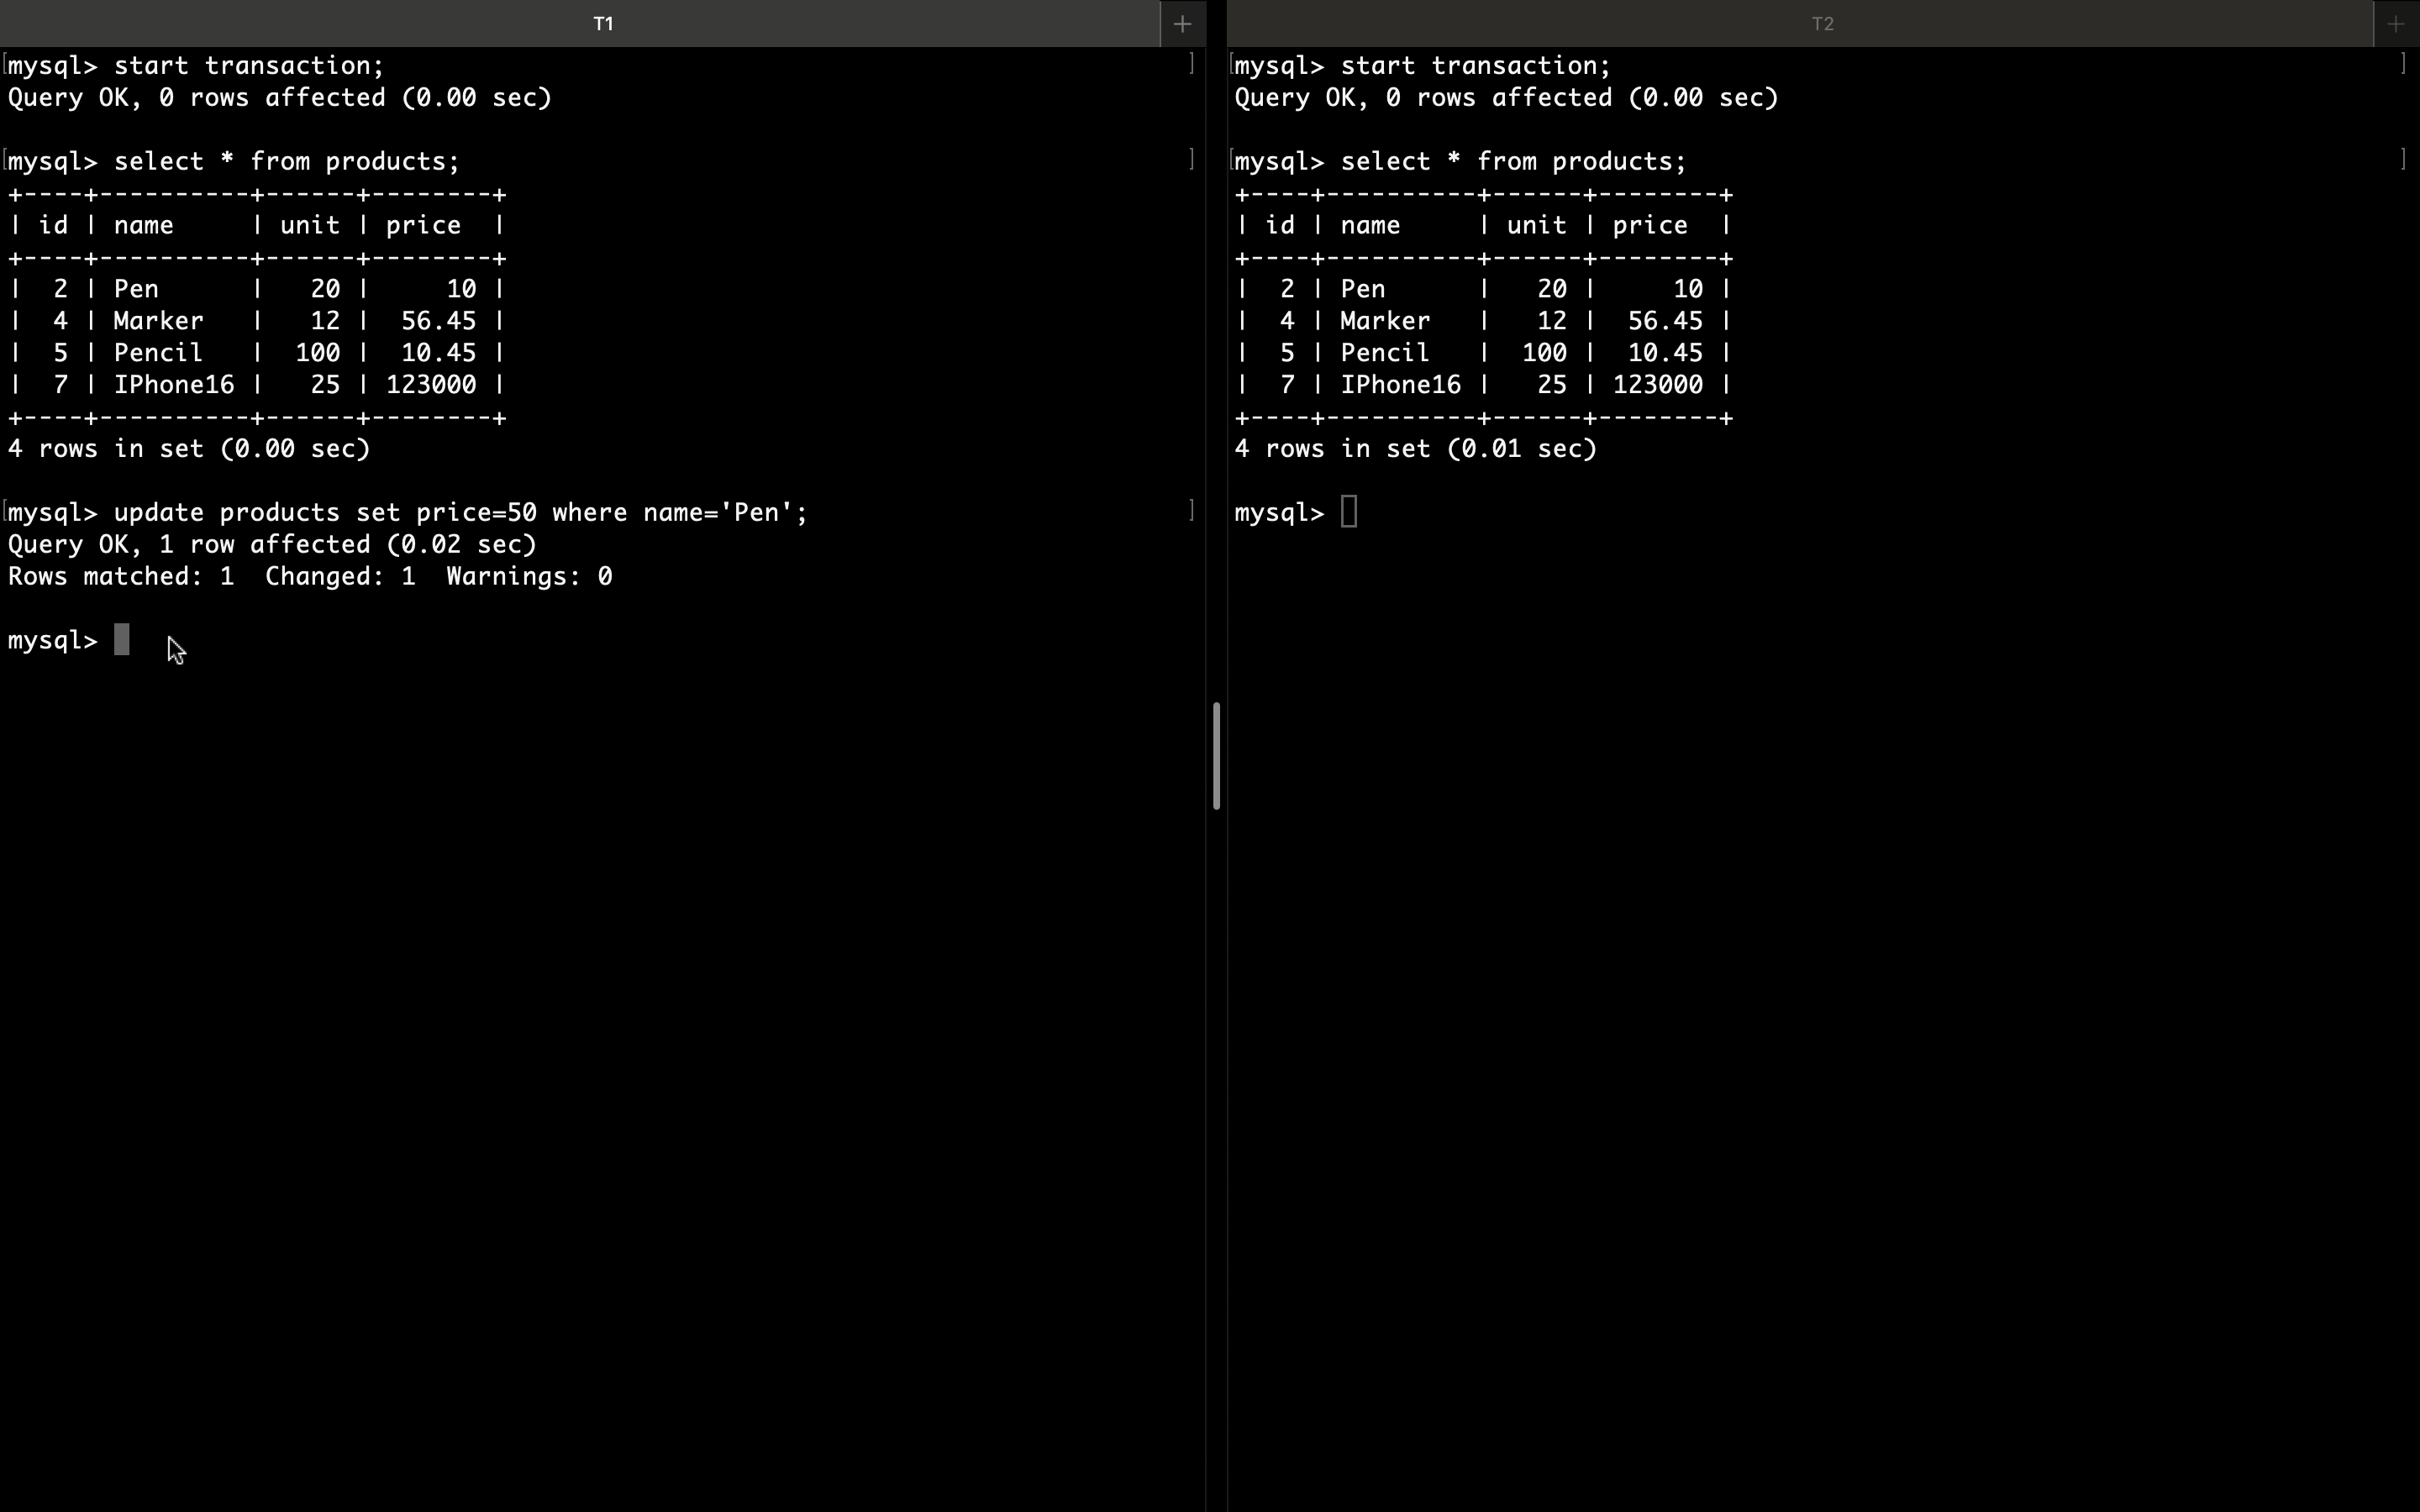 T1
[mysql> start transaction; ]
Query OK, 0 rows affected (0.00 sec)
[mysql> select * from products; ]
+----+----------+------+--------+
| id | name     | unit | price  |
+----+----------+------+--------+
|  2 | Pen      |   20 |     10 |
|  4 | Marker   |   12 |  56.45 |
|  5 | Pencil   |  100 |  10.45 |
|  7 | IPhone16 |   25 | 123000 |
+----+----------+------+--------+
4 rows in set (0.00 sec)
[mysql> update products set price=50 where name='Pen'; ]
Query OK, 1 row affected (0.02 sec)
Rows matched: 1  Changed: 1  Warnings: 0
mysql>
T2
[mysql> start transaction; ]
Query OK, 0 rows affected (0.00 sec)
[mysql> select * from products; ]
+----+----------+------+--------+
| id | name     | unit | price  |
+----+----------+------+--------+
|  2 | Pen      |   20 |     10 |
|  4 | Marker   |   12 |  56.45 |
|  5 | Pencil   |  100 |  10.45 |
|  7 | IPhone16 |   25 | 123000 |
+----+----------+------+--------+
4 rows in set (0.01 sec)
mysql>